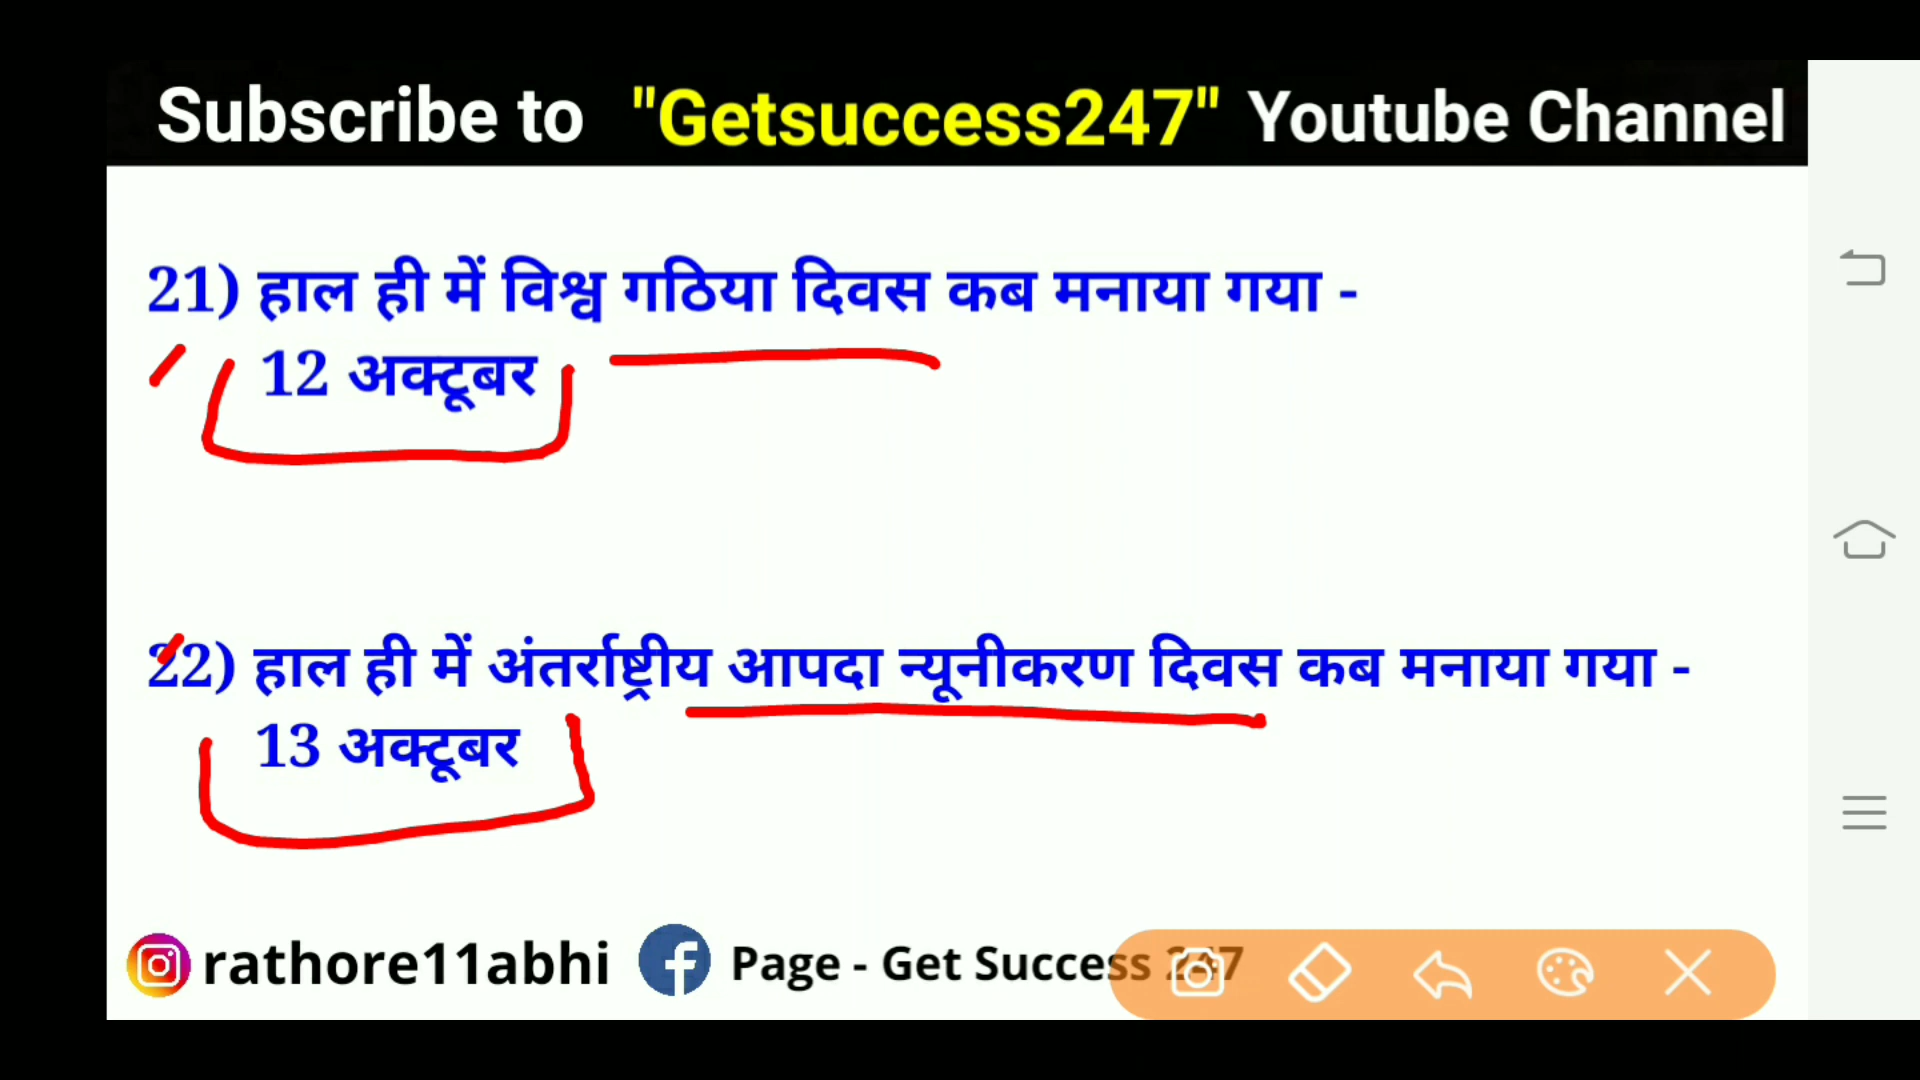 Subscribe to "Getsuccess247" Youtube Channel
21) हाल ही में विश्व गठिया दिवस कब मनाया गया -
12 अक्टूबर
22) हाल ही में अंतर्राष्ट्रीय आपदा न्यूनीकरण दिवस कब मनाया गया -
13 अक्टूबर
rathore11abhi Page - Get Success 247